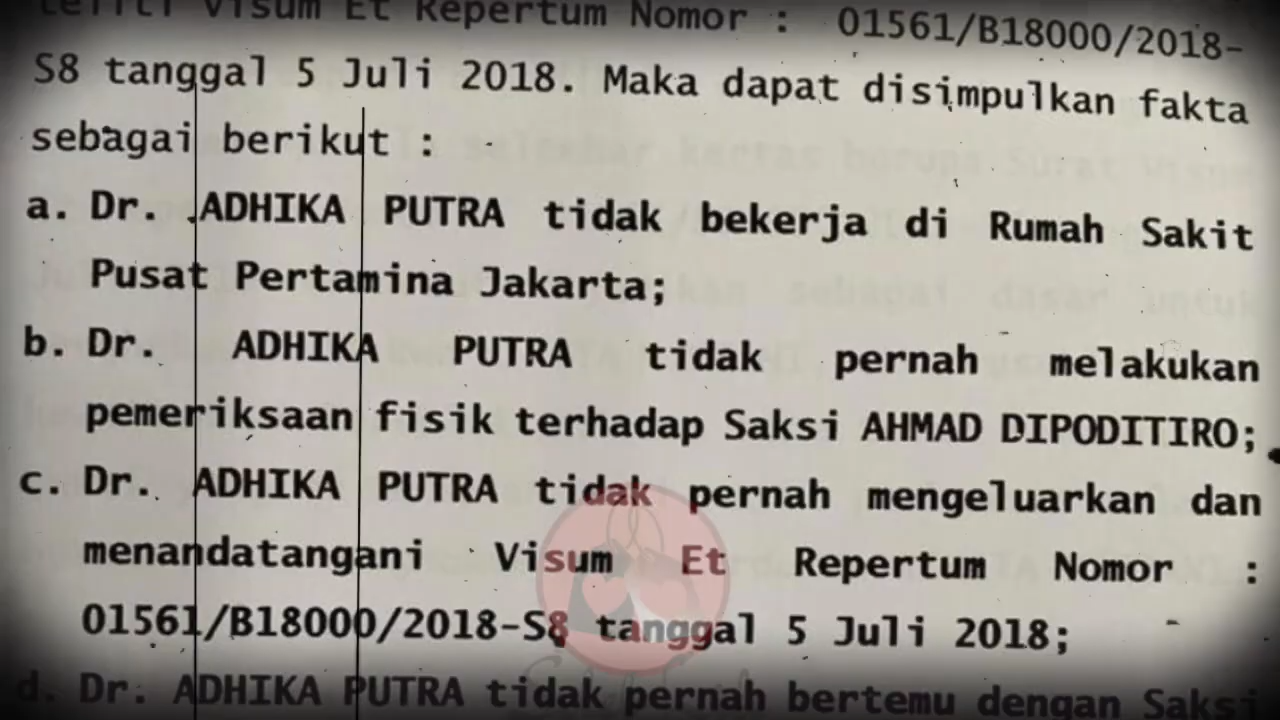 teliti Visum Et Repertum Nomor : 01561/B18000/2018-
S8 tanggal 5 Juli 2018. Maka dapat disimpulkan fakta
sebagai berikut :
a. Dr. ADHIKA PUTRA tidak bekerja di Rumah Sakit
Pusat Pertamina Jakarta;
b. Dr. ADHIKA PUTRA tidak pernah melakukan
pemeriksaan fisik terhadap Saksi AHMAD DIPODITIRO;
c. Dr. ADHIKA PUTRA tidak pernah mengeluarkan dan
menandatangani Visum Et Repertum Nomor :
01561/B18000/2018-S8 tanggal 5 Juli 2018;
d. Dr. ADHIKA PUTRA tidak pernah bertemu dengan Saksi